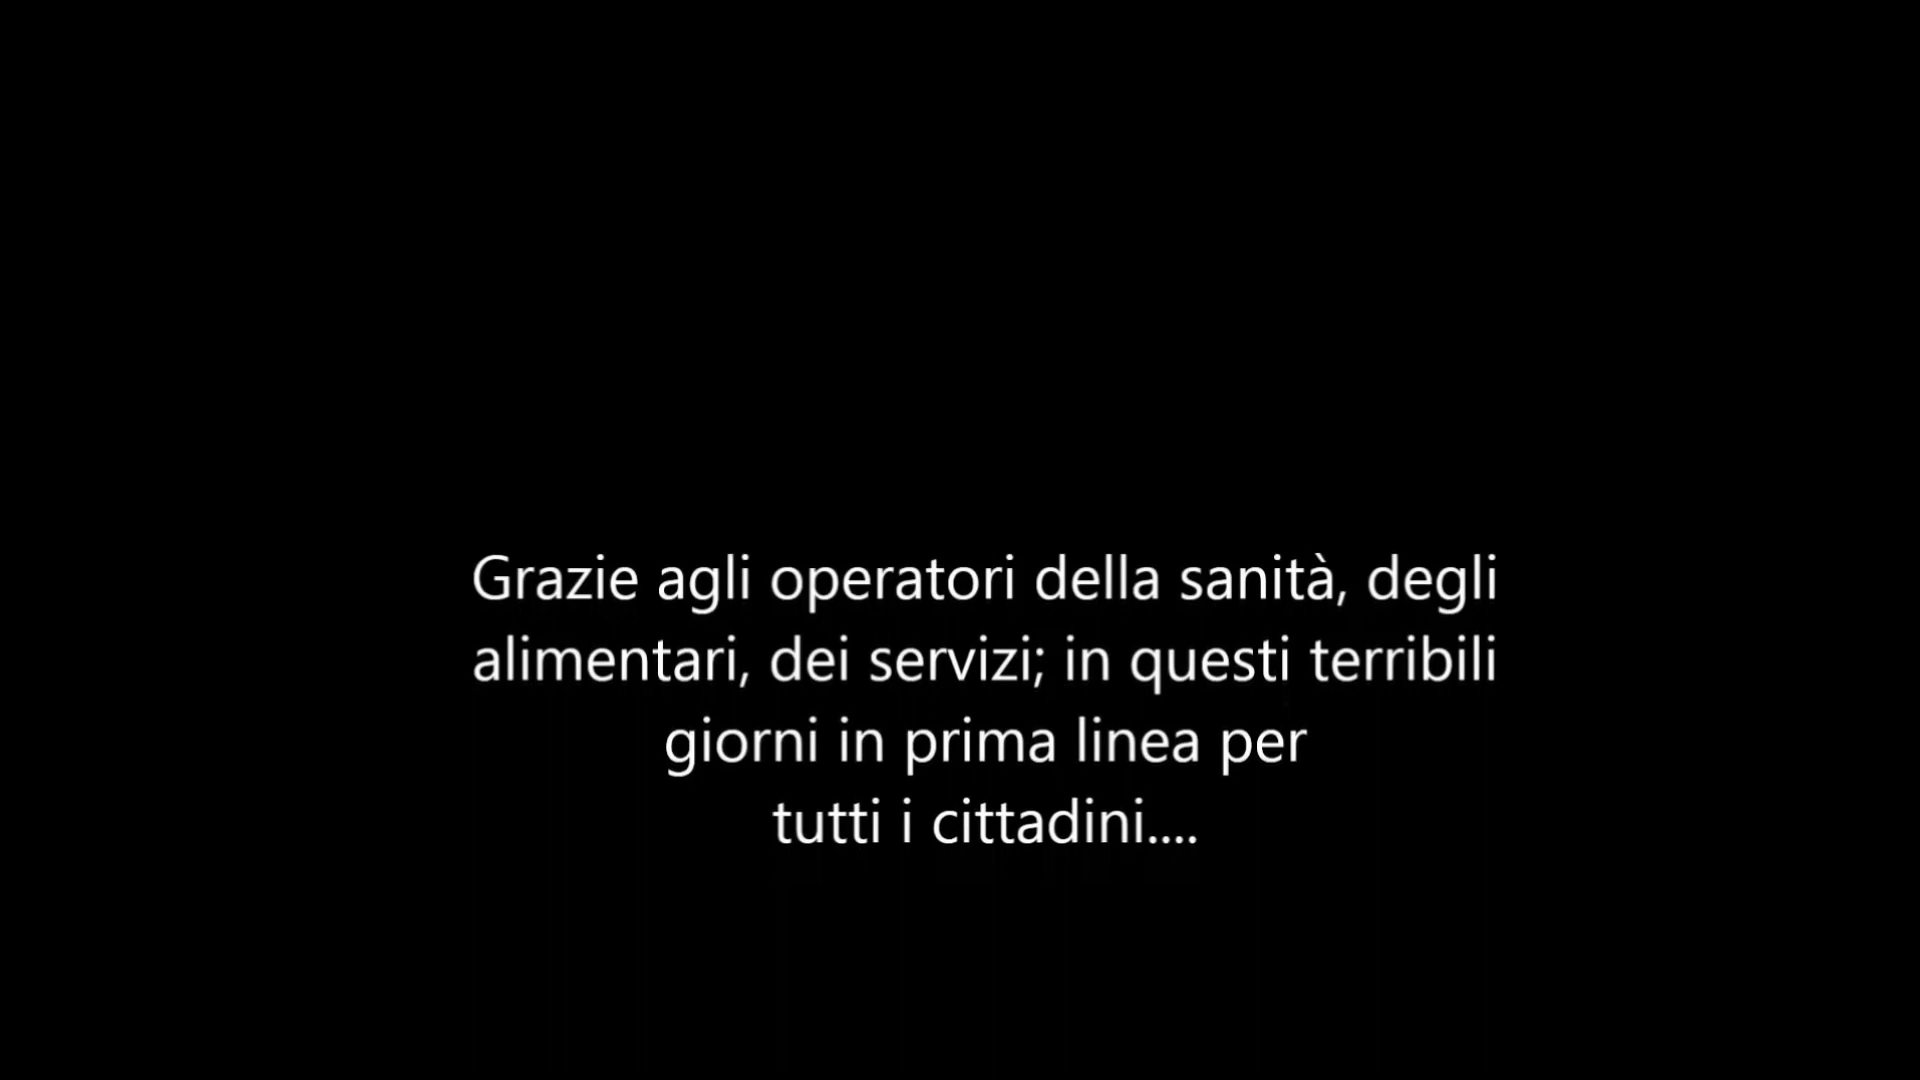 Grazie agli operatori della sanità, degli
alimentari, dei servizi; in questi terribili
giorni in prima linea per
tutti i cittadini....